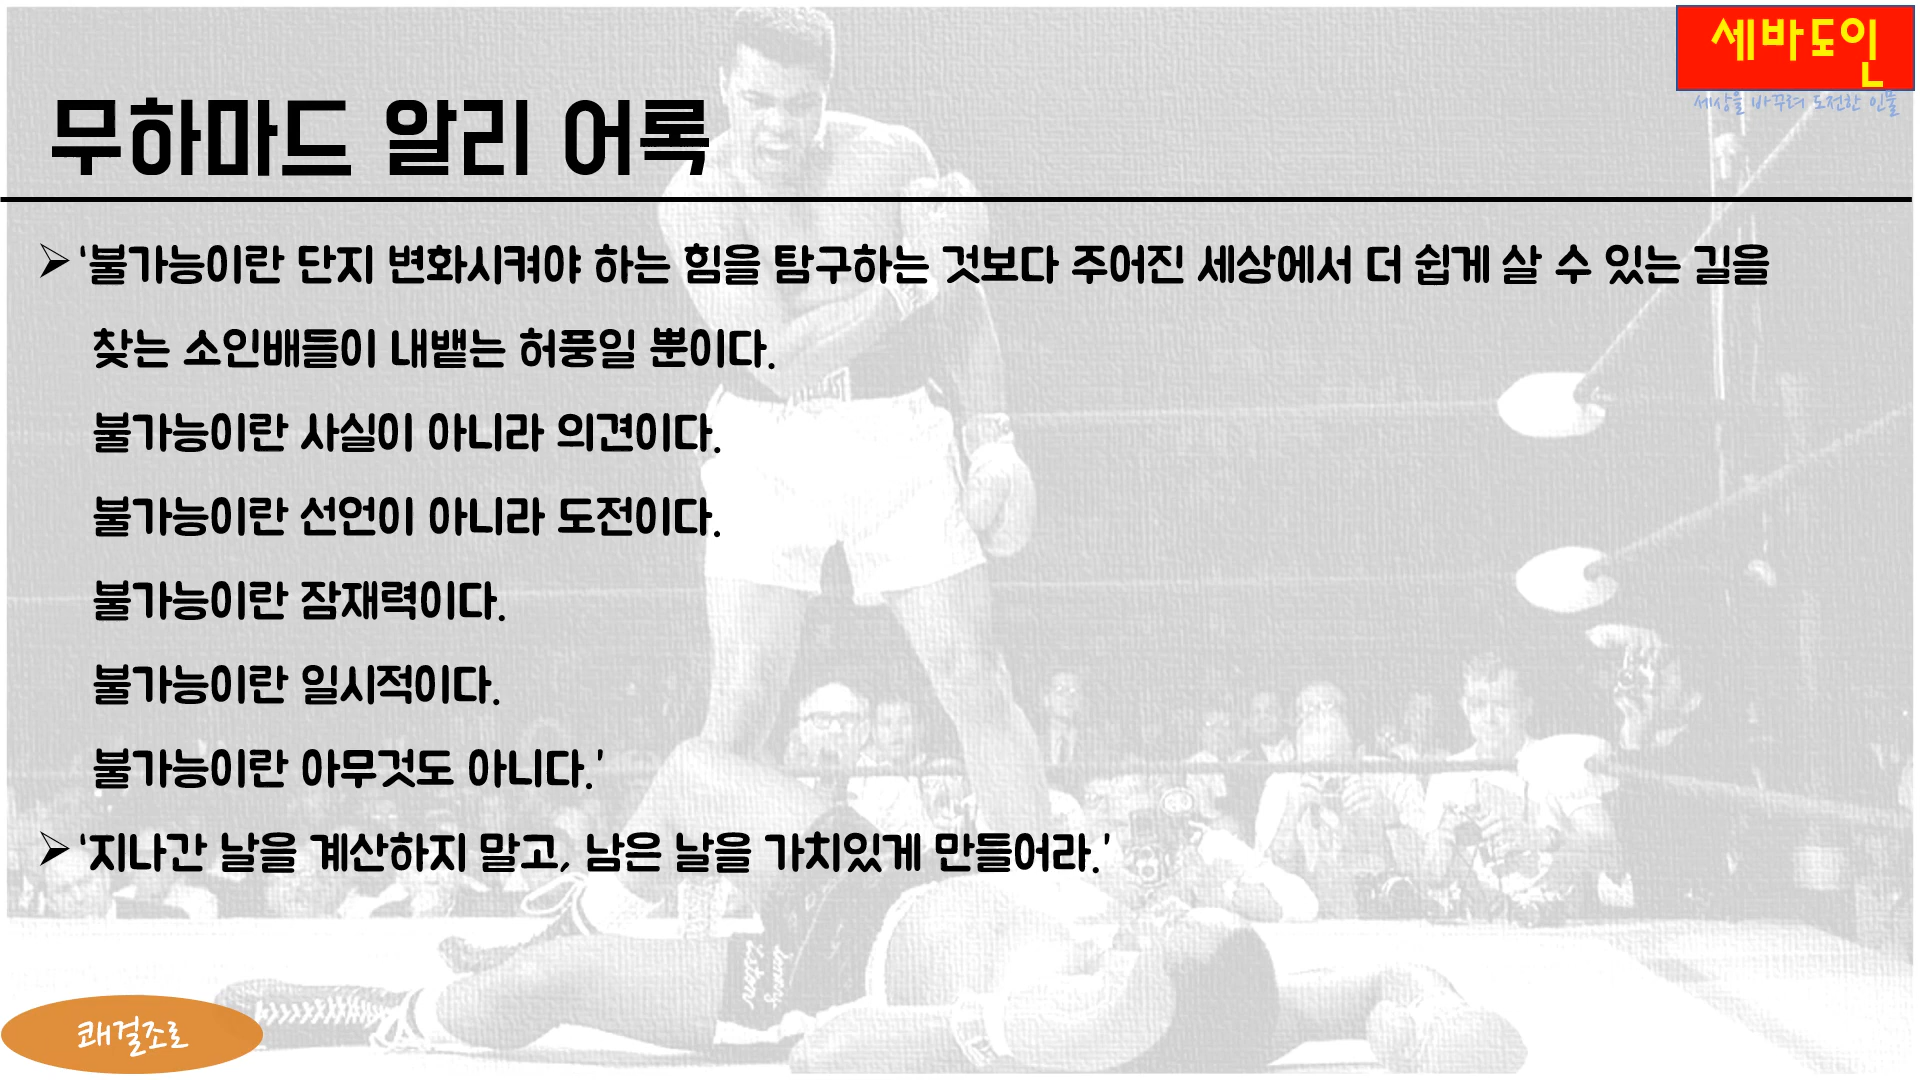 세바도인
세상을 바꾸려 도전한 인물
무하마드 알리 어록
‘불가능이란 단지 변화시켜야 하는 힘을 탐구하는 것보다 주어진 세상에서 더 쉽게 살 수 있는 길을
찾는 소인배들이 내뱉는 허풍일 뿐이다.
불가능이란 사실이 아니라 의견이다.
불가능이란 선언이 아니라 도전이다.
불가능이란 잠재력이다.
불가능이란 일시적이다.
불가능이란 아무것도 아니다.’
‘지나간 날을 계산하지 말고, 남은 날을 가치있게 만들어라.’
쾌걸조로